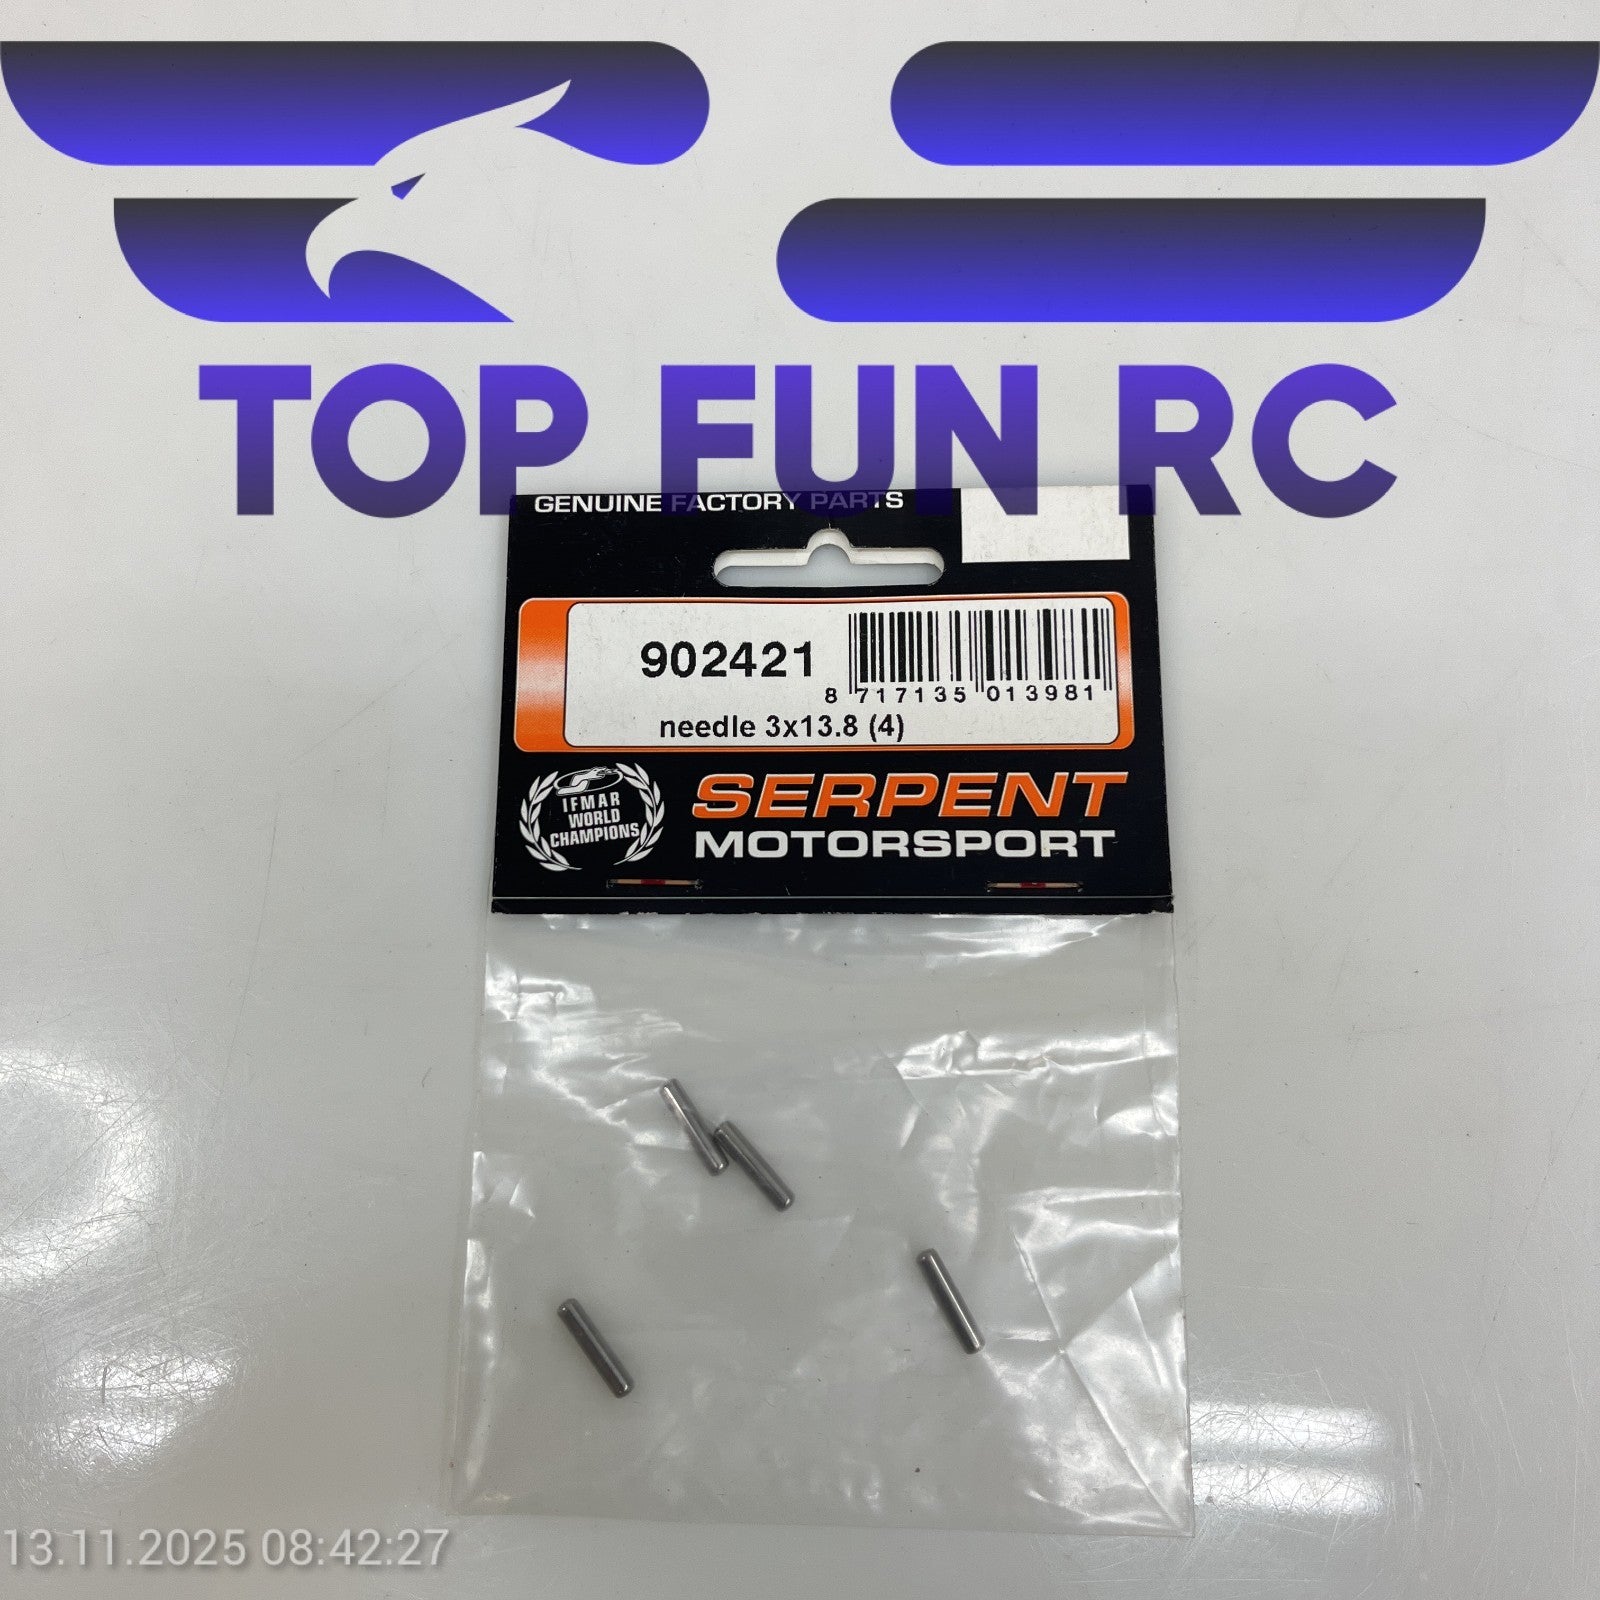 TOP FUN RC
GENUINE FACTORY PARTS
902421
8 717135 013981
needle 3x13.8 (4)
IFMAR
WORLD
CHAMPIONS
SERPENT
MOTORSPORT
13.11.2025 08:42:27